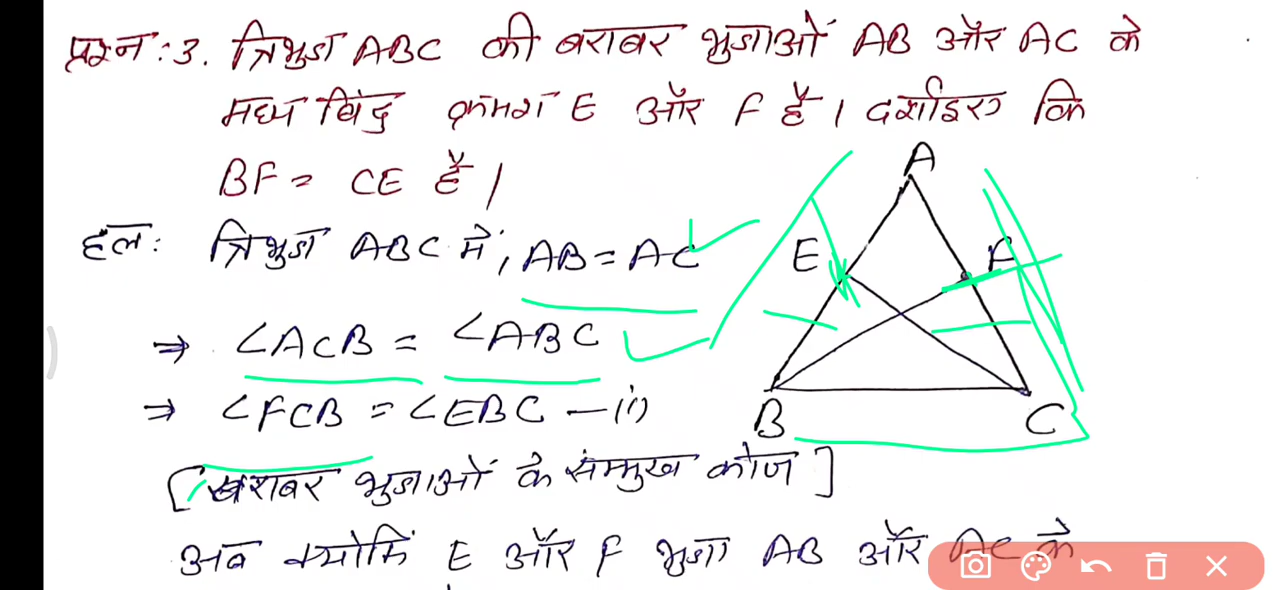 प्रश्न:3. त्रिभुज ABC की बराबर भुजाओं AB और AC के
मध्य बिंदु क्रमशः E और F हैं। दर्शाइए कि
BF = CE है।
हल: त्रिभुज ABC में, AB = AC
⇒ ∠ACB = ∠ABC
⇒ ∠FCB = ∠EBC —(i)
[बराबर भुजाओं के सम्मुख कोण]
अब क्योंकि E और F भुजा AB और AC के
A
E
F
B
C